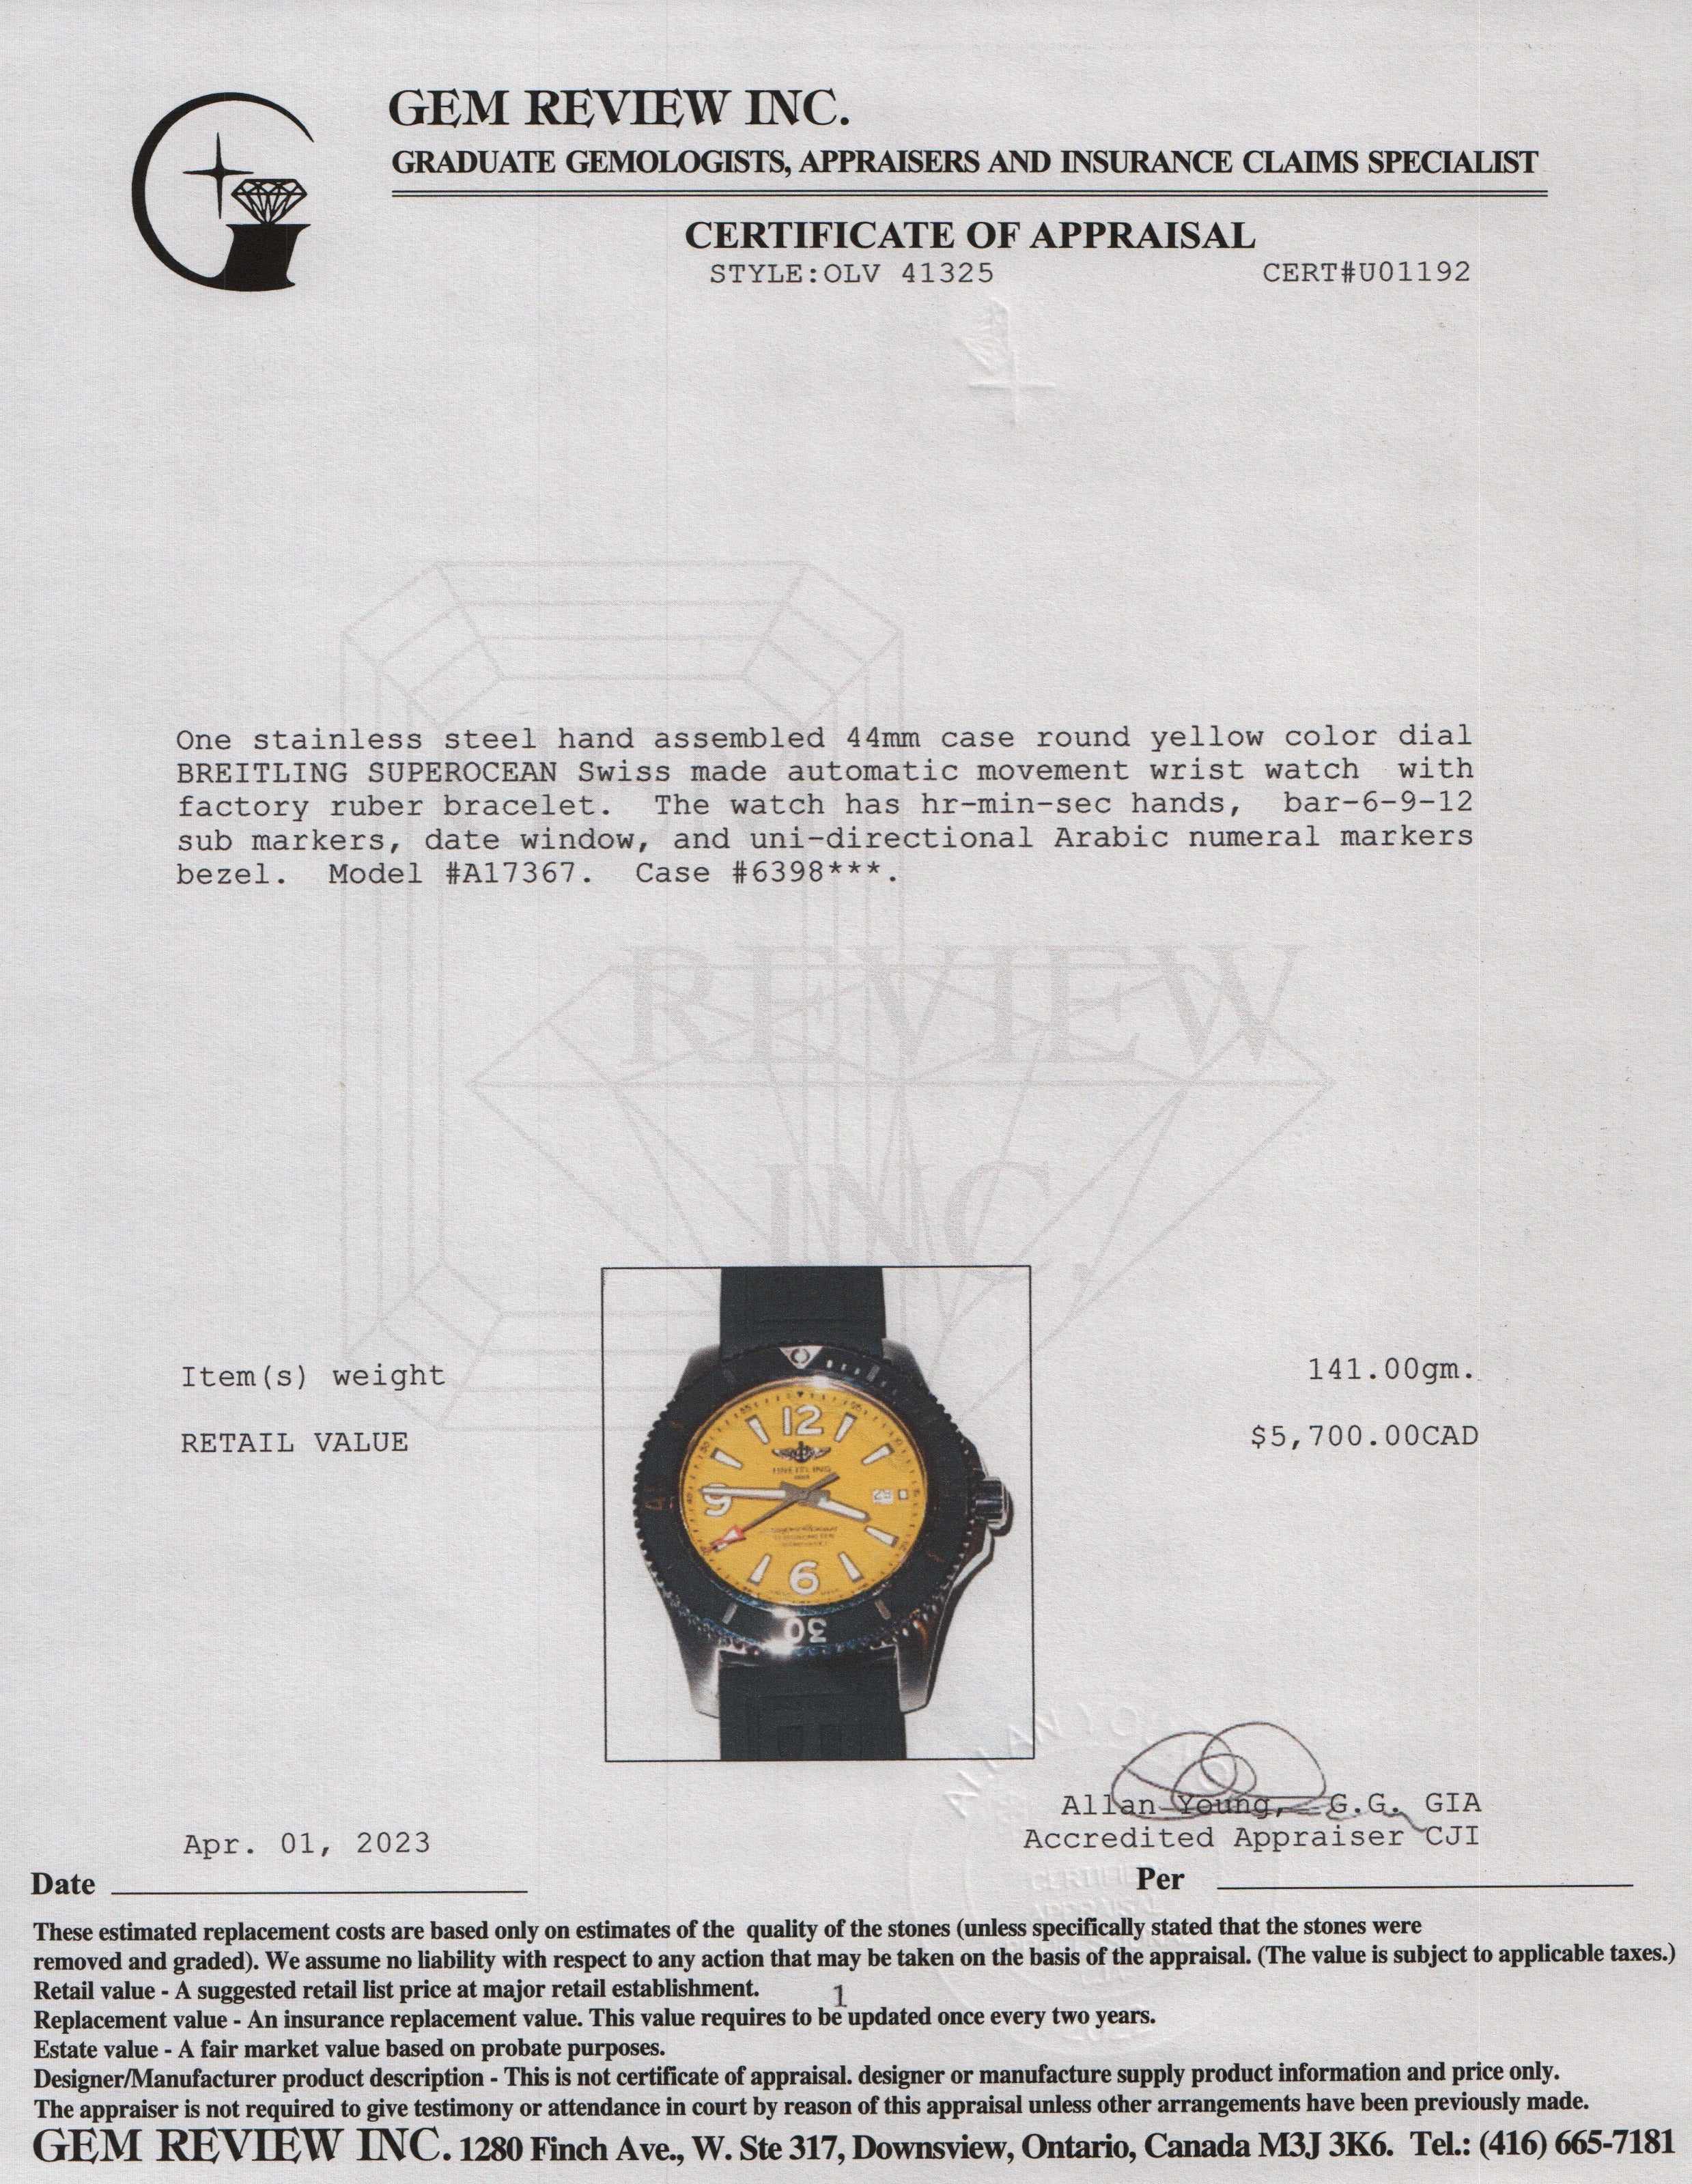 GEM REVIEW INC.
GRADUATE GEMOLOGISTS, APPRAISERS AND INSURANCE CLAIMS SPECIALIST
CERTIFICATE OF APPRAISAL
STYLE:OLV 41325 CERT#U01192
One stainless steel hand assembled 44mm case round yellow color dial
BREITLING SUPEROCEAN Swiss made automatic movement wrist watch with
factory ruber bracelet. The watch has hr-min-sec hands, bar-6-9-12
sub markers, date window, and uni-directional Arabic numeral markers
bezel. Model #A17367. Case #6398***.
REVIEW
INC.
Item(s) weight 141.00gm.
RETAIL VALUE $5,700.00CAD
12
BREITLING
9
28
6
30
ALLAN YOUNG
Allan Young, G.G. GIA
Accredited Appraiser CJI
Apr. 01, 2023
Date Per
These estimated replacement costs are based only on estimates of the quality of the stones (unless specifically stated that the stones were
removed and graded). We assume no liability with respect to any action that may be taken on the basis of the appraisal. (The value is subject to applicable taxes.)
Retail value - A suggested retail list price at major retail establishment.
1
Replacement value - An insurance replacement value. This value requires to be updated once every two years.
Estate value - A fair market value based on probate purposes.
Designer/Manufacturer product description - This is not certificate of appraisal. designer or manufacture supply product information and price only.
The appraiser is not required to give testimony or attendance in court by reason of this appraisal unless other arrangements have been previously made.
GEM REVIEW INC. 1280 Finch Ave., W. Ste 317, Downsview, Ontario, Canada M3J 3K6. Tel.: (416) 665-7181